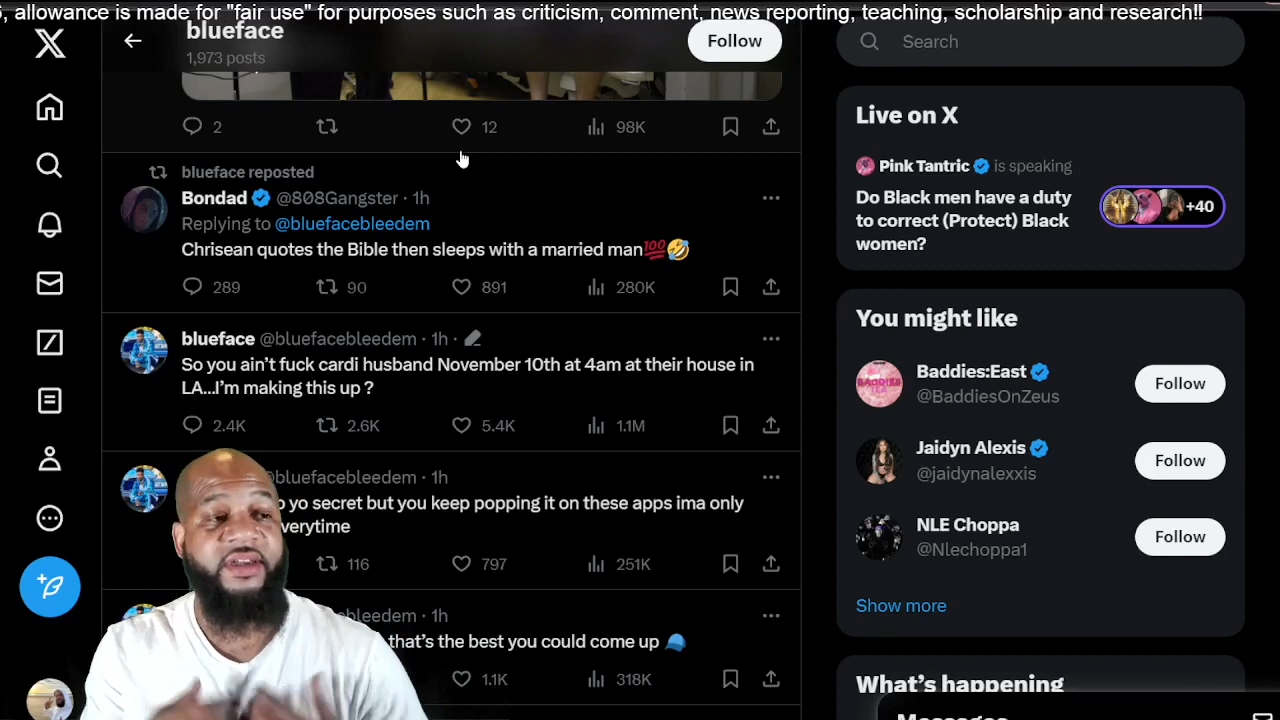 , allowance is made for "fair use" for purposes such as criticism, comment, news reporting, teaching, scholarship and research!!
blueface
1,973 posts
Follow
Search
2
12
98K
blueface reposted
Bondad @808Gangster · 1h
Replying to @bluefacebleedem
Chrisean quotes the Bible then sleeps with a married man💯🤣
289
90
891
280K
blueface @bluefacebleedem · 1h ·
So you ain't fuck cardi husband November 10th at 4am at their house in
LA...I'm making this up ?
2.4K
2.6K
5.4K
1.1M
bluefacebleedem · 1h
yo secret but you keep popping it on these apps ima only
116
797
251K
· 1h
that's the best you could come up 🧢
1.1K
318K
Live on X
Pink Tantric is speaking
Do Black men have a duty
to correct (Protect) Black
women?
+40
You might like
Baddies:East
@BaddiesOnZeus
Follow
Jaidyn Alexis
@jaidynalexxis
Follow
NLE Choppa
@Nlechoppa1
Follow
Show more
What's happening
Messages